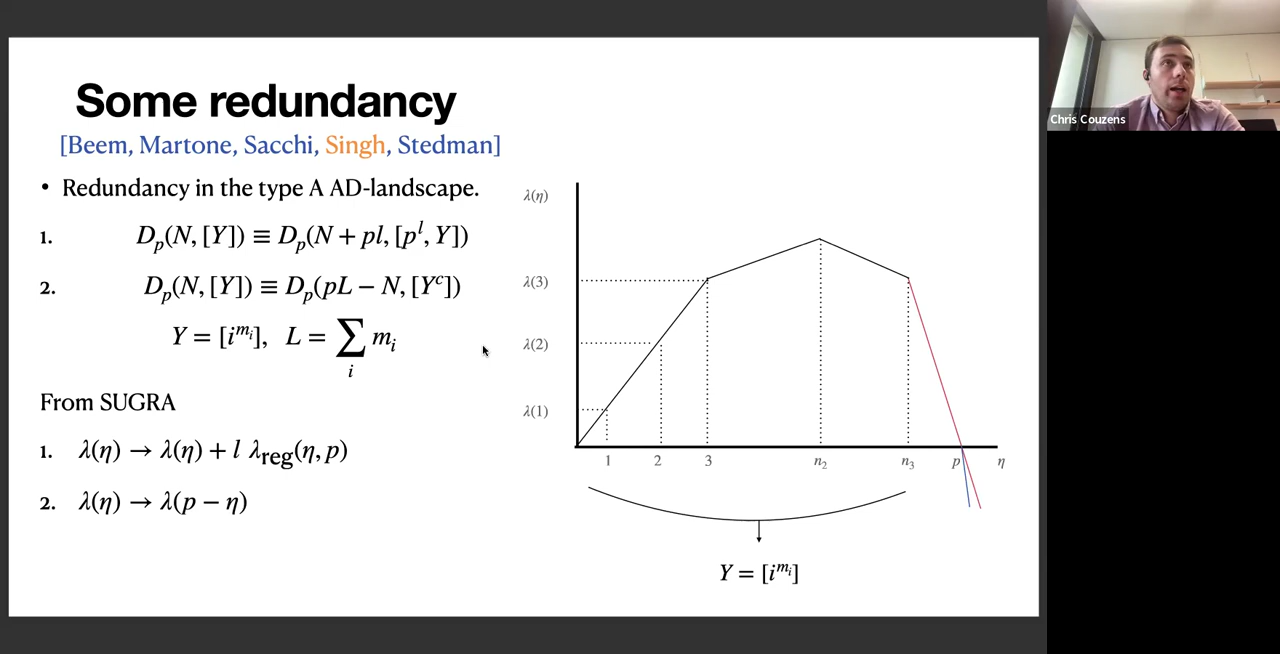 Some redundancy
[Beem, Martone, Sacchi, Singh, Stedman]
• Redundancy in the type A AD-landscape.
1. D_p(N, [Y]) ≡ D_p(N + pl, [p^l, Y])
2. D_p(N, [Y]) ≡ D_p(pL − N, [Y^c])
Y = [i^{m_i}], L = ∑_i m_i
From SUGRA
1. λ(η) → λ(η) + l λ_reg(η, p)
2. λ(η) → λ(p − η)
λ(η)
λ(3)
λ(2)
λ(1)
1 2 3 n_2 n_3 p η
Y = [i^{m_i}]
Chris Couzens